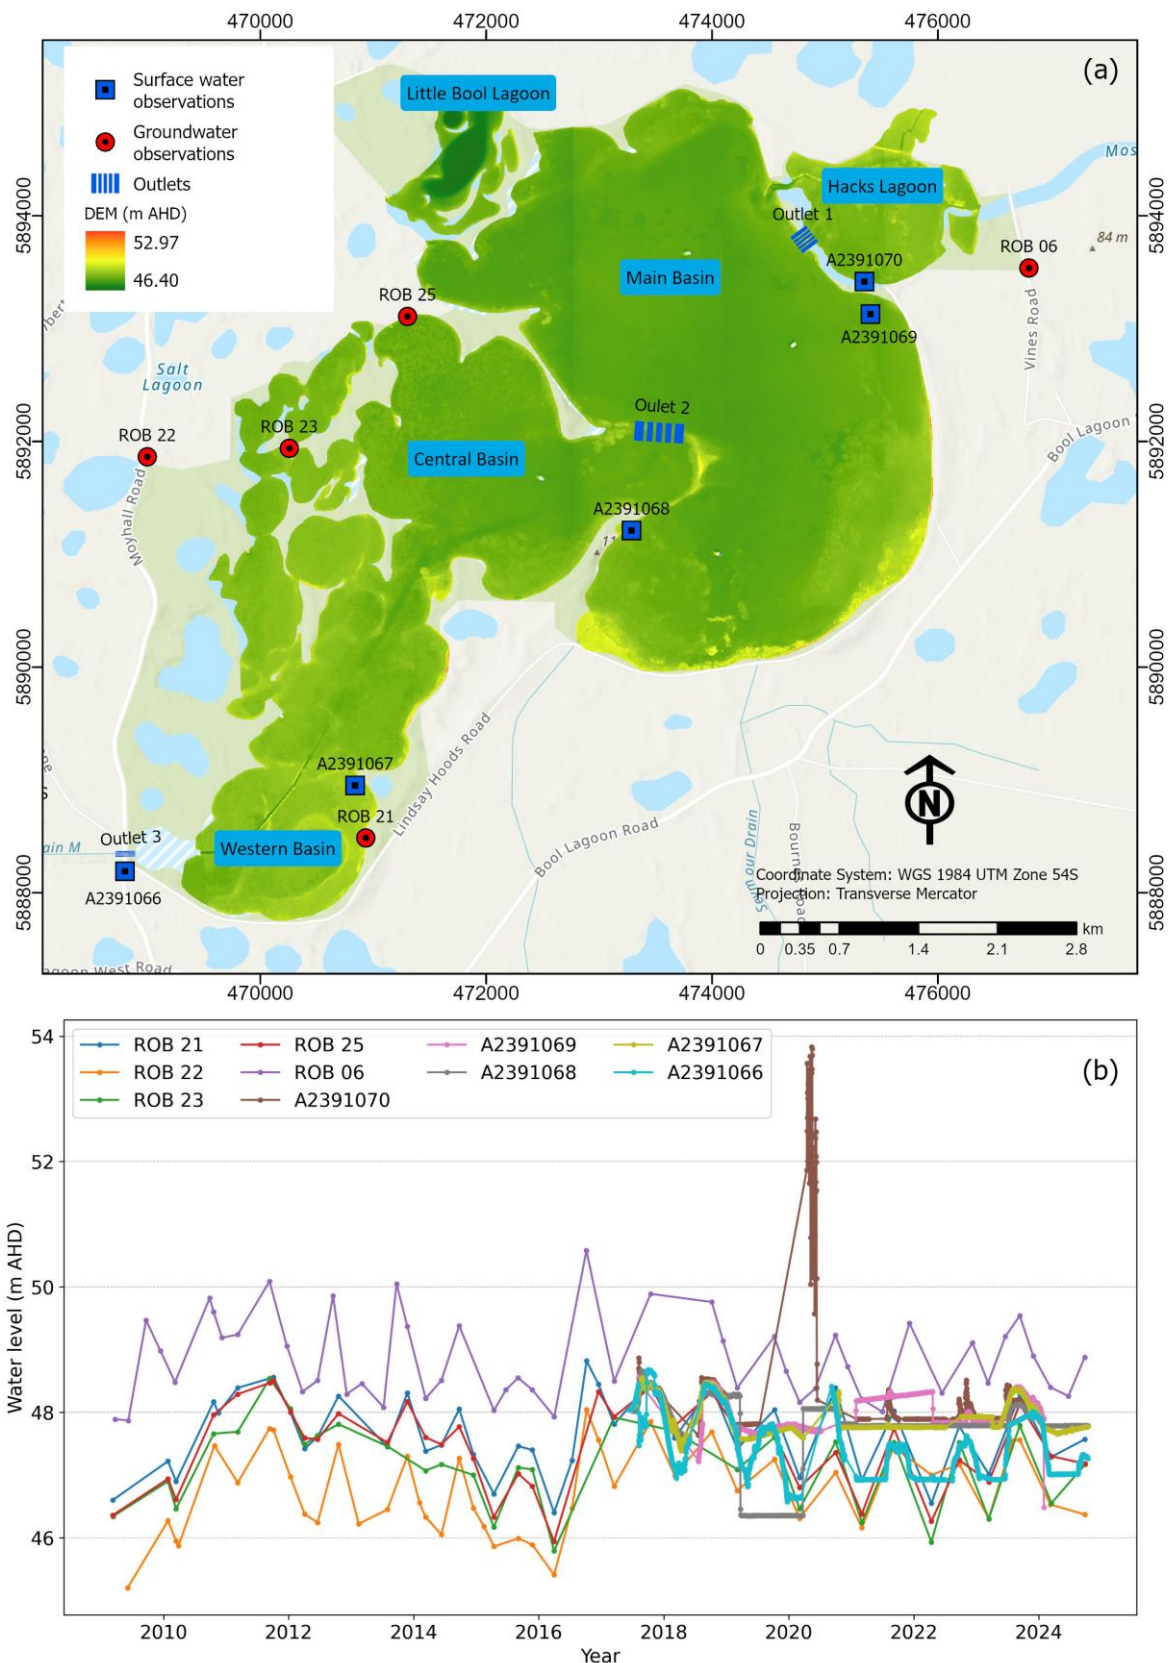 470000 472000 474000 476000
(a)
Surface water
observations
Groundwater
observations
Outlets
DEM (m AHD)
52.97
46.40
Little Bool Lagoon
Hacks Lagoon
Mos
Outlet 1
5894000
5894000
A2391070
ROB 06
84 m
Main Basin
ROB 25
A2391069
Vines Road
Salt
Lagoon
Oulet 2
ROB 22
ROB 23
5892000
5892000
Central Basin
Bool Lagoon
Moyhall Road
A2391068
11
5890000
5890000
A2391067
Lindsay Hoods Road
ROB 21
Outlet 3
ain M
Western Basin
Bool Lagoon Road
N
A2391066
5888000
5888000
Coordinate System: WGS 1984 UTM Zone 54S
Projection: Transverse Mercator
km
0 0.35 0.7 1.4 2.1 2.8
agoon West Road
470000 472000 474000 476000
54
ROB 21 ROB 25 A2391069 A2391067
ROB 22 ROB 06 A2391068 A2391066
ROB 23 A2391070
(b)
52
50
48
46
Water level (m AHD)
2010 2012 2014 2016 2018 2020 2022 2024
Year